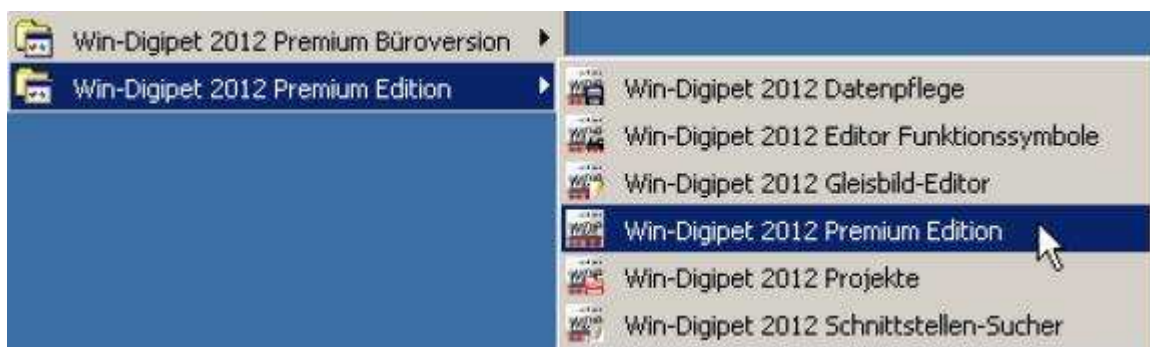 Win-Digipet 2012 Premium Büroversion
Win-Digipet 2012 Premium Edition
Win-Digipet 2012 Datenpflege
Win-Digipet 2012 Editor Funktionssymbole
Win-Digipet 2012 Gleisbild-Editor
Win-Digipet 2012 Premium Edition
Win-Digipet 2012 Projekte
Win-Digipet 2012 Schnittstellen-Sucher